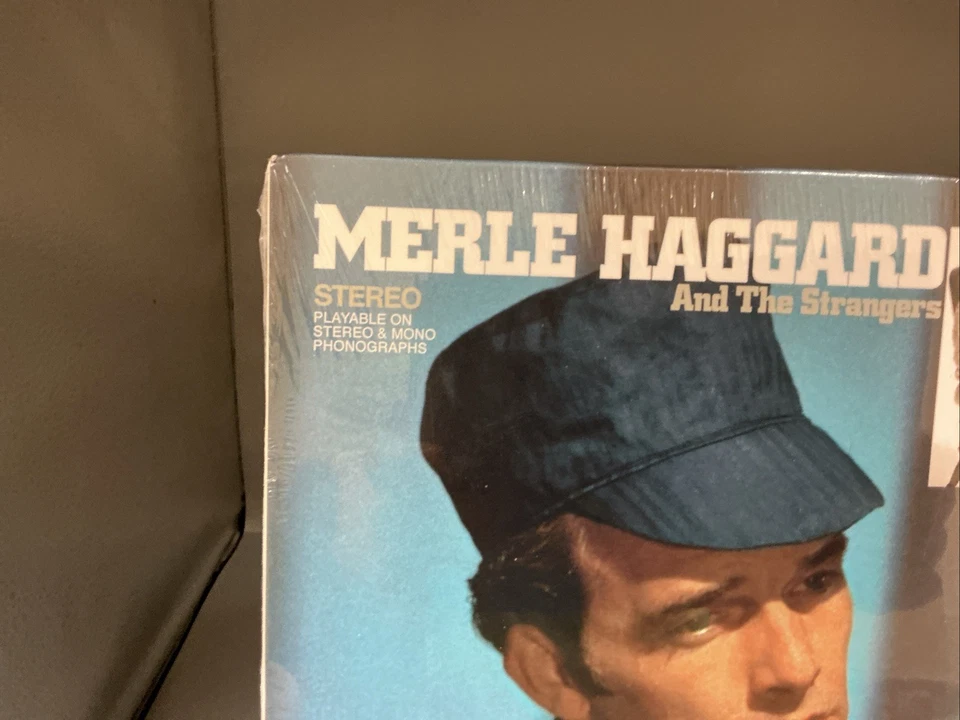 MERLE HAGGARD
And The Strangers
STEREO
PLAYABLE ON
STEREO & MONO
PHONOGRAPHS